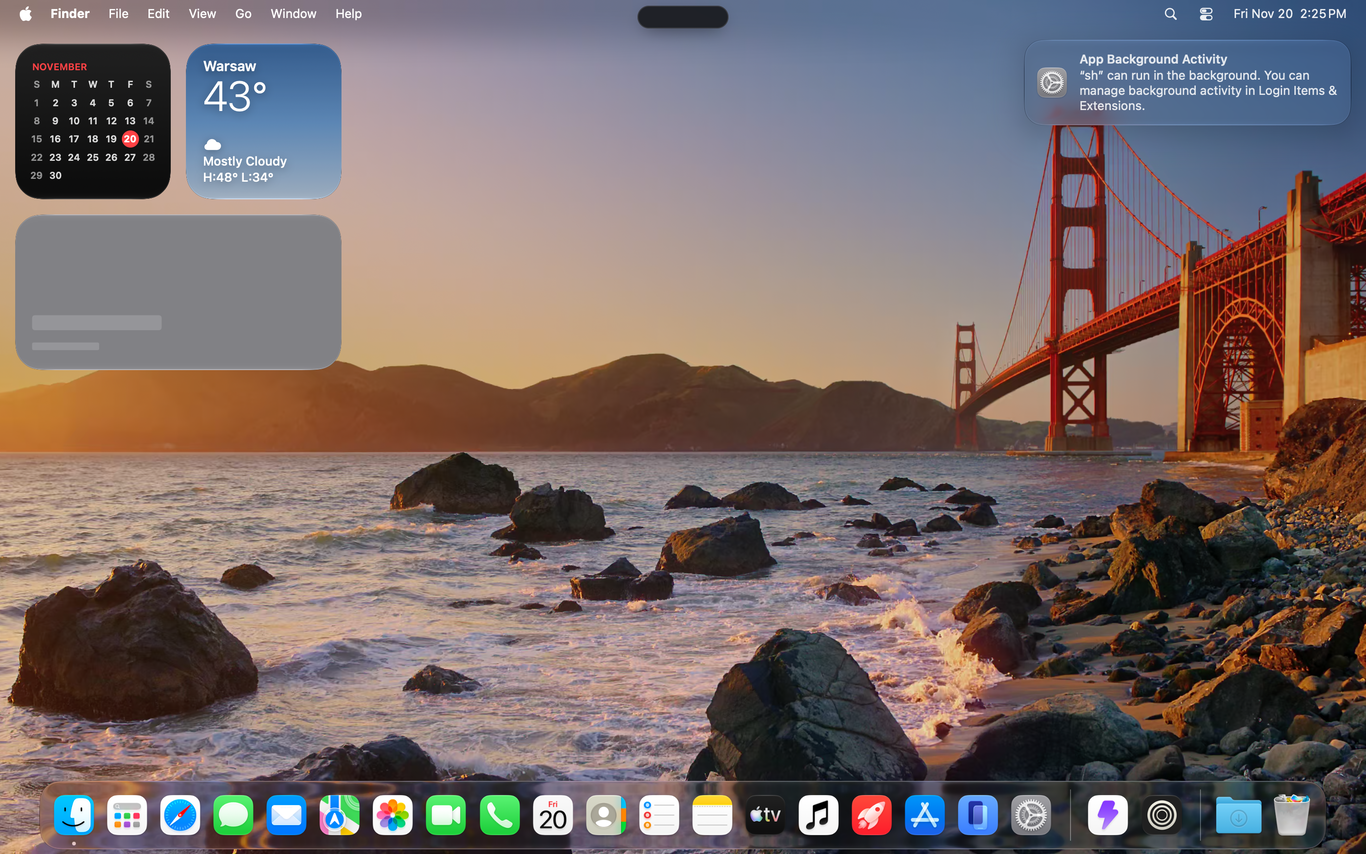 Finder File Edit View Go Window Help
Fri Nov 20 2:25 PM
NOVEMBER
S M T W T F S
1 2 3 4 5 6 7
8 9 10 11 12 13 14
15 16 17 18 19 20 21
22 23 24 25 26 27 28
29 30
Warsaw
43°
Mostly Cloudy
H:48° L:34°
App Background Activity
“sh” can run in the background. You can
manage background activity in Login Items &
Extensions.
Fri
20
tv